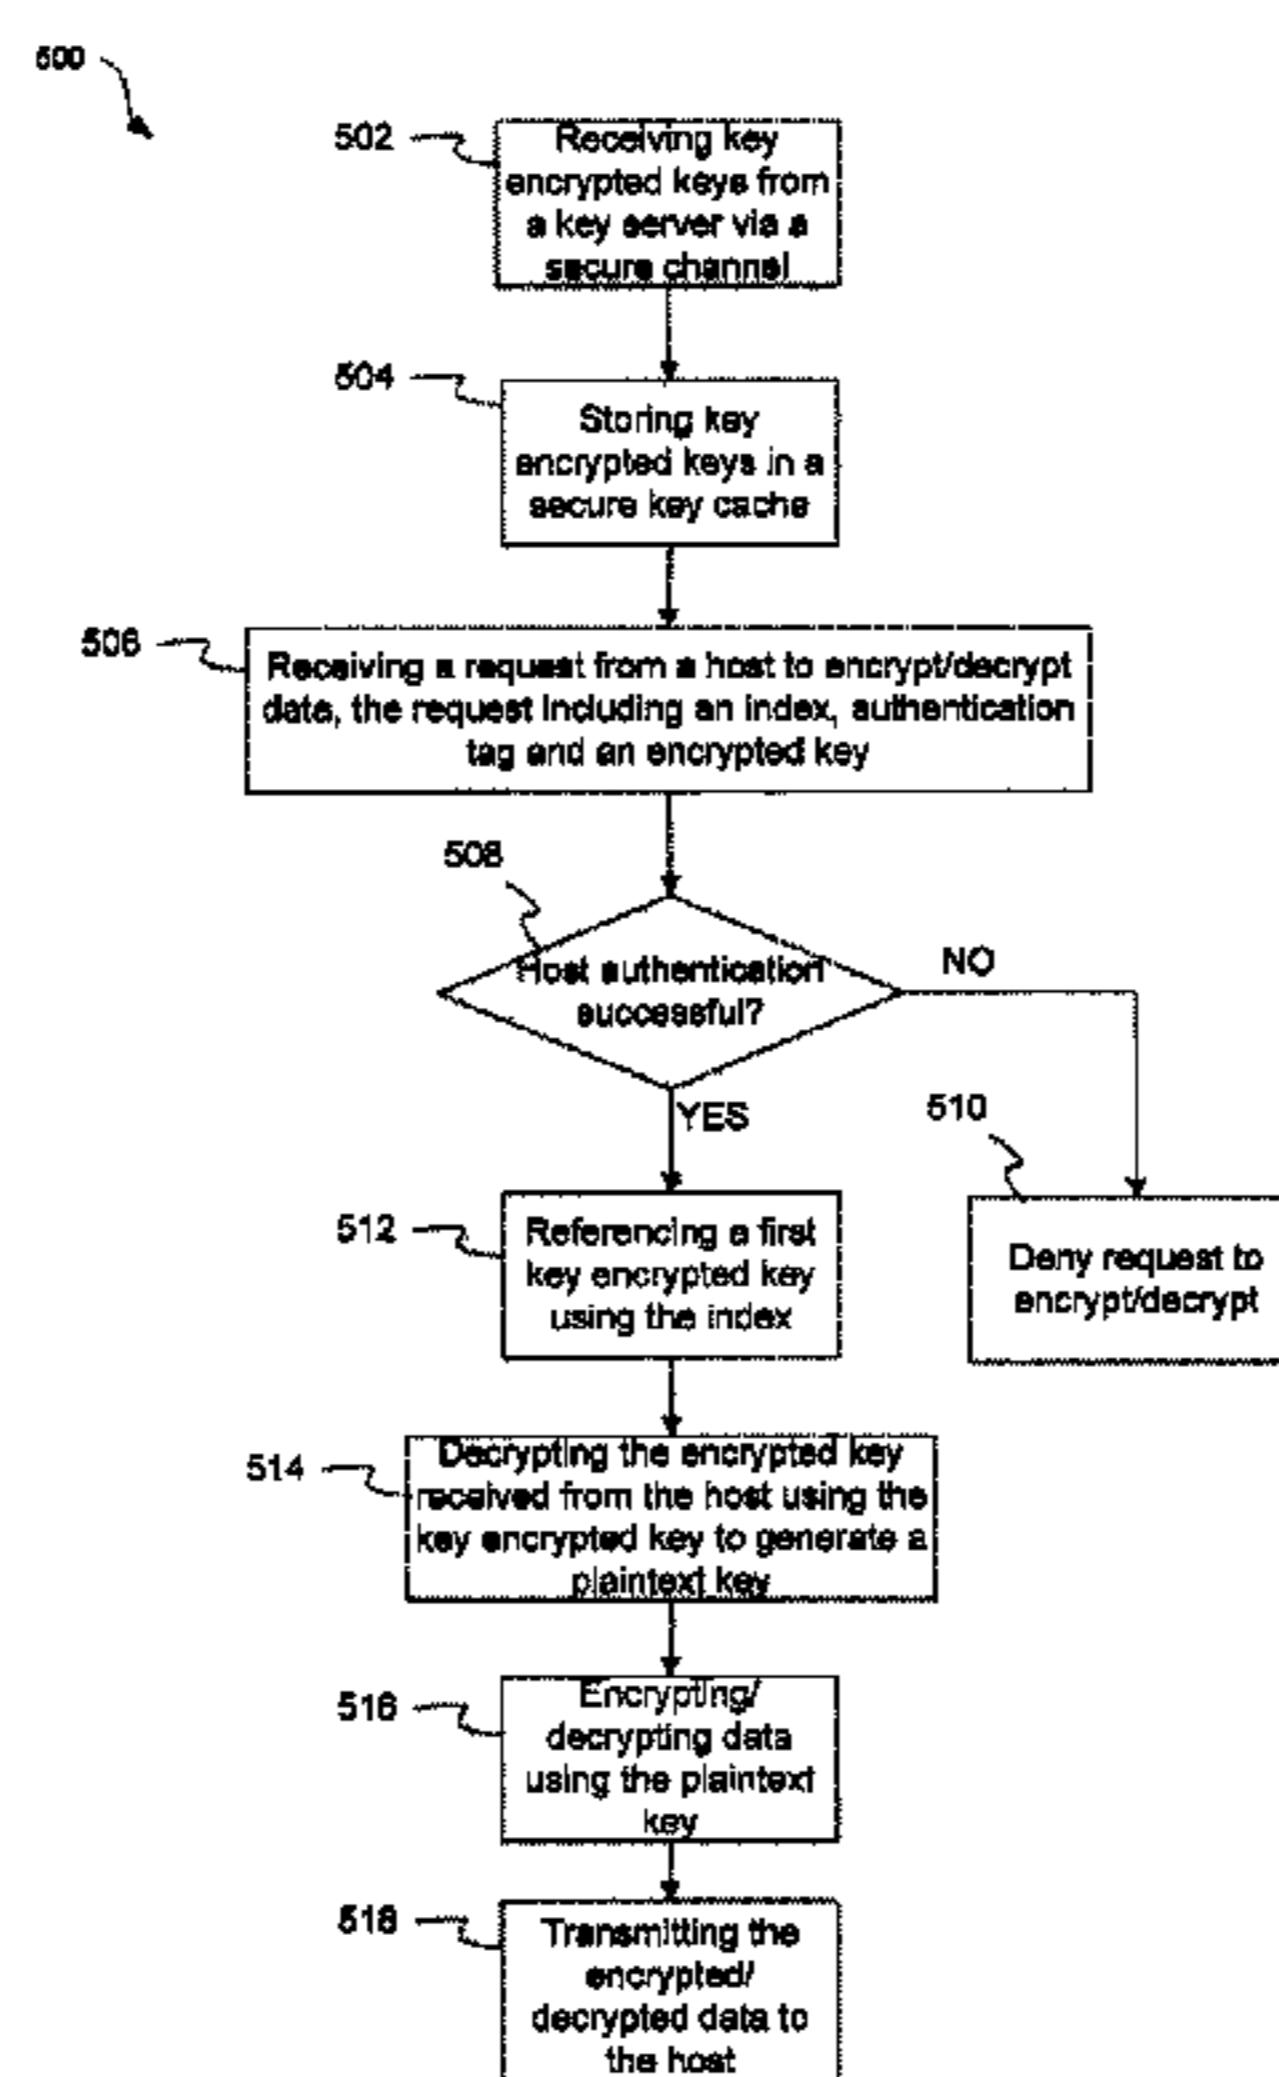 500
502
Receiving key
encrypted keys from
a key server via a
secure channel
504
Storing key
encrypted keys in a
secure key cache
506
Receiving a request from a host to encrypt/decrypt
date, the request including an index, authentication
tag and an encrypted key
508
Host authentication
successful?
NO
YES
510
Deny request to
encrypt/decrypt
512
Referencing a first
key encrypted key
using the index
514
Decrypting the encrypted key
received from the host using the
key encrypted key to generate a
plaintext key
516
Encrypting/
decrypting data
using the plaintext
key
518
Transmitting the
encrypted/
decrypted data to
the host